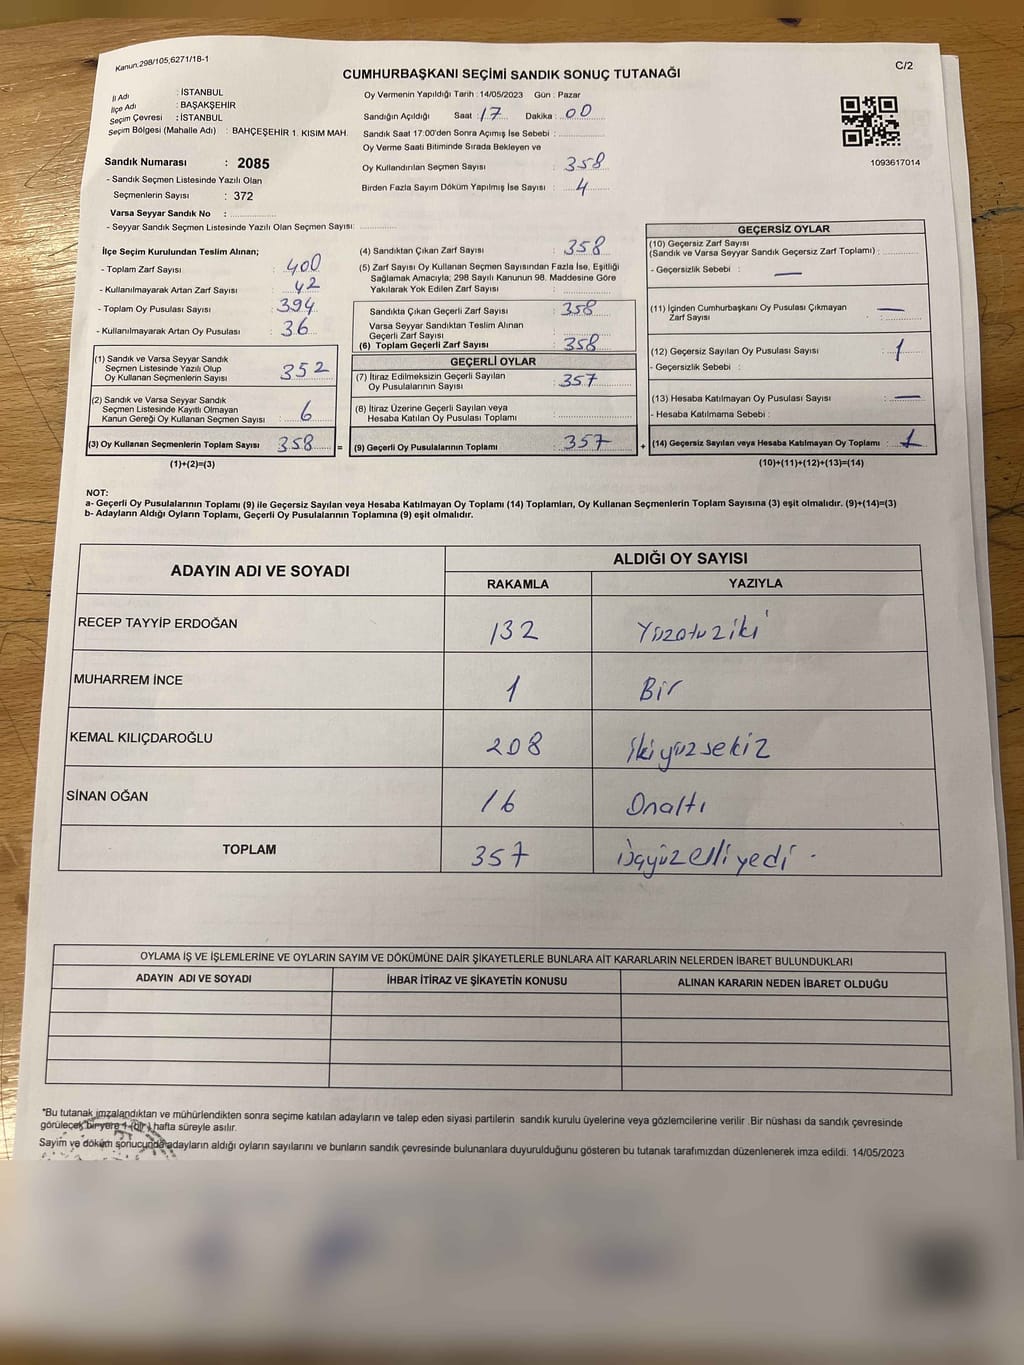 Kanun.298/105,6271/18-1
C/2
CUMHURBAŞKANI SEÇİMİ SANDIK SONUÇ TUTANAĞI
İl Adı : İSTANBUL
İlçe Adı : BAŞAKŞEHİR
Seçim Çevresi : İSTANBUL
Seçim Bölgesi (Mahalle Adı) : BAHÇEŞEHİR 1. KISIM MAH.
Oy Vermenin Yapıldığı Tarih : 14/05/2023 Gün : Pazar
Sandığın Açıldığı Saat : 17 Dakika : 00
Sandık Saat 17:00'den Sonra Açımış İse Sebebi :
Oy Verme Saati Bitiminde Sırada Bekleyen ve
Oy Kullandırılan Seçmen Sayısı : 358
Birden Fazla Sayım Döküm Yapılmış İse Sayısı : 4
1093617014
Sandık Numarası : 2085
- Sandık Seçmen Listesinde Yazılı Olan
Seçmenlerin Sayısı : 372
Varsa Seyyar Sandık No :
- Seyyar Sandık Seçmen Listesinde Yazılı Olan Seçmen Sayısı:
İlçe Seçim Kurulundan Teslim Alınan;
- Toplam Zarf Sayısı : 400
- Kullanılmayarak Artan Zarf Sayısı : 42
- Toplam Oy Pusulası Sayısı : 394
- Kullanılmayarak Artan Oy Pusulası : 36
(1) Sandık ve Varsa Seyyar Sandık
Seçmen Listesinde Yazılı Olup
Oy Kullanan Seçmenlerin Sayısı : 352
(2) Sandık ve Varsa Seyyar Sandık
Seçmen Listesinde Kayıtlı Olmayan
Kanun Gereği Oy Kullanan Seçmen Sayısı : 6
(3) Oy Kullanan Seçmenlerin Toplam Sayısı : 358 =
(1)+(2)=(3)
(4) Sandıktan Çıkan Zarf Sayısı : 358
(5) Zarf Sayısı Oy Kullanan Seçmen Sayısından Fazla İse, Eşitliği
Sağlamak Amacıyla; 298 Sayılı Kanunun 98. Maddesine Göre
Yakılarak Yok Edilen Zarf Sayısı :
Sandıkta Çıkan Geçerli Zarf Sayısı : 358
Varsa Seyyar Sandıktan Teslim Alınan
Geçerli Zarf Sayısı :
(6) Toplam Geçerli Zarf Sayısı : 358
GEÇERLİ OYLAR
(7) İtiraz Edilmeksizin Geçerli Sayılan
Oy Pusulalarının Sayısı : 357
(8) İtiraz Üzerine Geçerli Sayılan veya
Hesaba Katılan Oy Pusulası Toplamı :
(9) Geçerli Oy Pusulalarının Toplamı : 357 +
GEÇERSİZ OYLAR
(10) Geçersiz Zarf Sayısı
(Sandık ve Varsa Seyyar Sandık Geçersiz Zarf Toplamı) :
- Geçersizlik Sebebi : —
(11) İçinden Cumhurbaşkanı Oy Pusulası Çıkmayan
Zarf Sayısı : —
(12) Geçersiz Sayılan Oy Pusulası Sayısı : 1
- Geçersizlik Sebebi :
(13) Hesaba Katılmayan Oy Pusulası Sayısı : —
- Hesaba Katılmama Sebebi :
(14) Geçersiz Sayılan veya Hesaba Katılmayan Oy Toplamı : 1
(10)+(11)+(12)+(13)=(14)
NOT:
a- Geçerli Oy Pusulalarının Toplamı (9) ile Geçersiz Sayılan veya Hesaba Katılmayan Oy Toplamı (14) Toplamları, Oy Kullanan Seçmenlerin Toplam Sayısına (3) eşit olmalıdır. (9)+(14)=(3)
b- Adayların Aldığı Oyların Toplamı, Geçerli Oy Pusulalarının Toplamına (9) eşit olmalıdır.
ADAYIN ADI VE SOYADI
ALDIĞI OY SAYISI
RAKAMLA YAZIYLA
RECEP TAYYİP ERDOĞAN 132 Yüzotuziki
MUHARREM İNCE 1 Bir
KEMAL KILIÇDAROĞLU 208 İkiyüzsekiz
SİNAN OĞAN 16 Onaltı
TOPLAM 357 Üçyüzelliyedi
OYLAMA İŞ VE İŞLEMLERİNE VE OYLARIN SAYIM VE DÖKÜMÜNE DAİR ŞİKAYETLERLE BUNLARA AİT KARARLARIN NELERDEN İBARET BULUNDUKLARI
ADAYIN ADI VE SOYADI İHBAR İTİRAZ VE ŞİKAYETİN KONUSU ALINAN KARARIN NEDEN İBARET OLDUĞU
*Bu tutanak imzalandıktan ve mühürlendikten sonra seçime katılan adayların ve talep eden siyasi partilerin sandık kurulu üyelerine veya gözlemcilerine verilir .Bir nüshası da sandık çevresinde
görülecek bir yere 1 (bir ) hafta süreyle asılır.
Sayım ve döküm sonucunda adayların aldığı oyların sayılarını ve bunların sandık çevresinde bulunanlara duyurulduğunu gösteren bu tutanak tarafımızdan düzenlenerek imza edildi. 14/05/2023